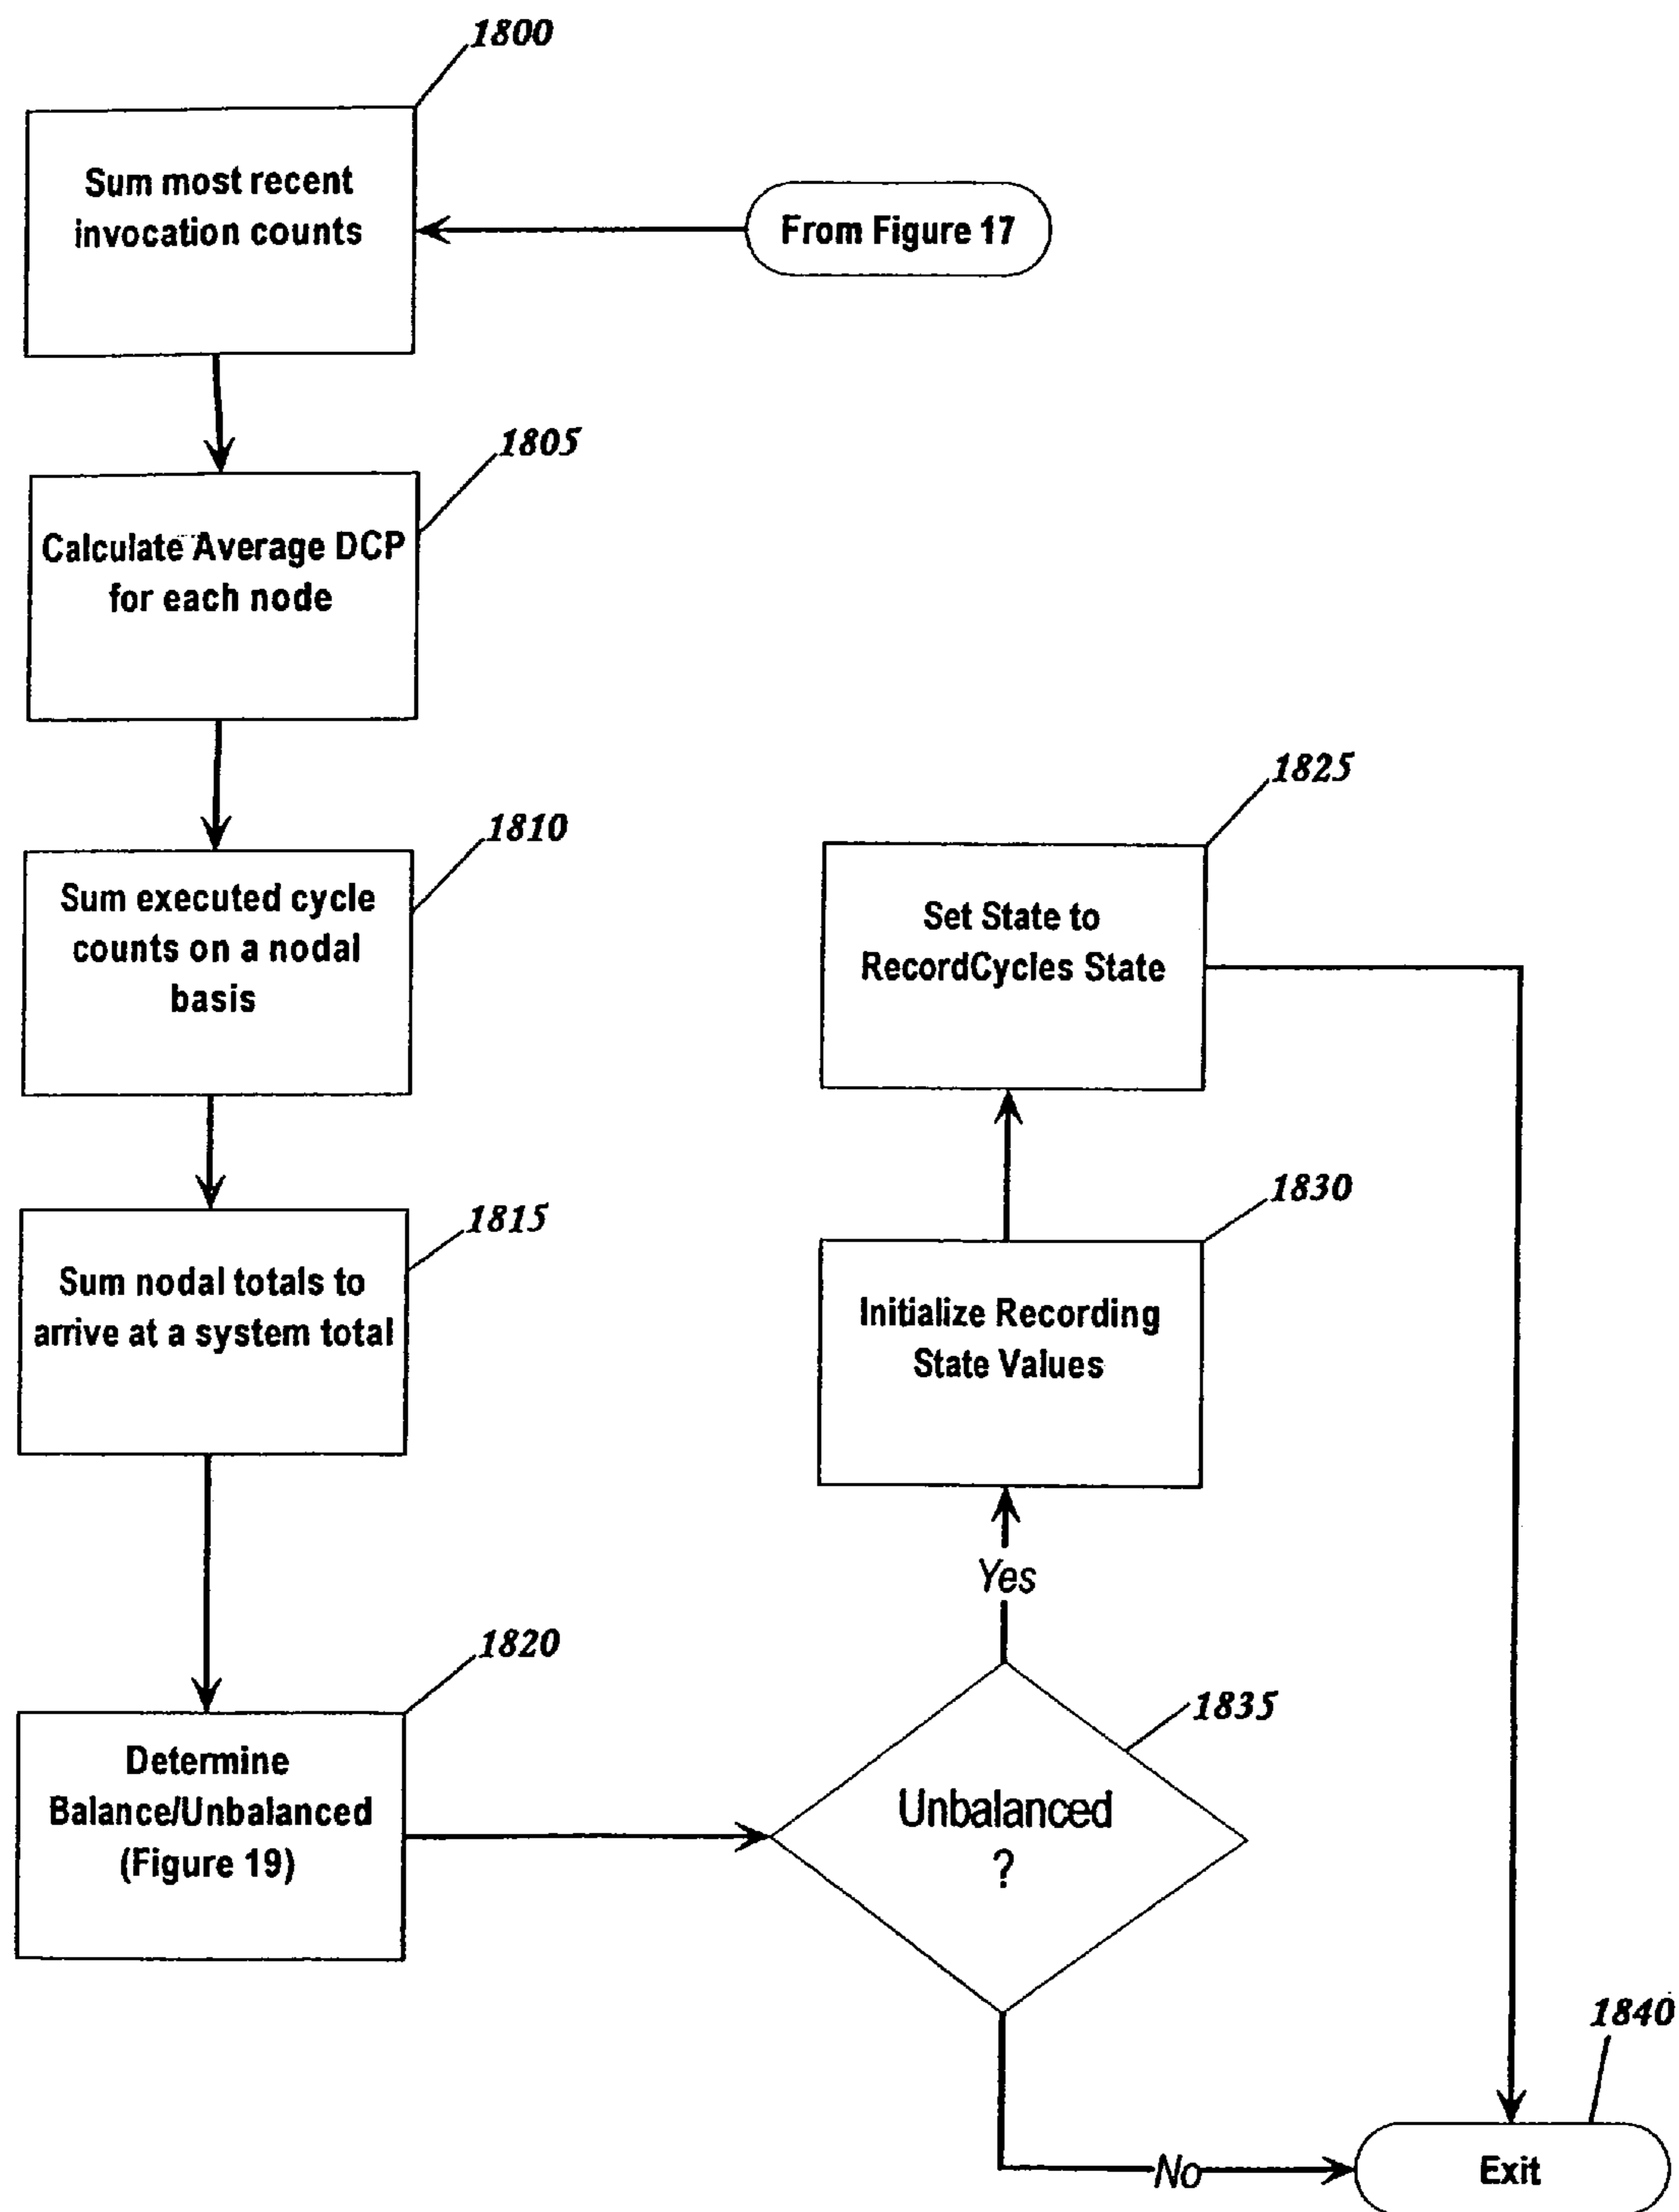 1800
Sum most recent
invocation counts
From Figure 17
1805
Calculate Average DCP
for each node
1810
Sum executed cycle
counts on a nodal
basis
1815
Sum nodal totals to
arrive at a system total
1820
Determine
Balance/Unbalanced
(Figure 19)
1825
Set State to
RecordCycles State
1830
Initialize Recording
State Values
Yes
1835
Unbalanced
?
No
1840
Exit